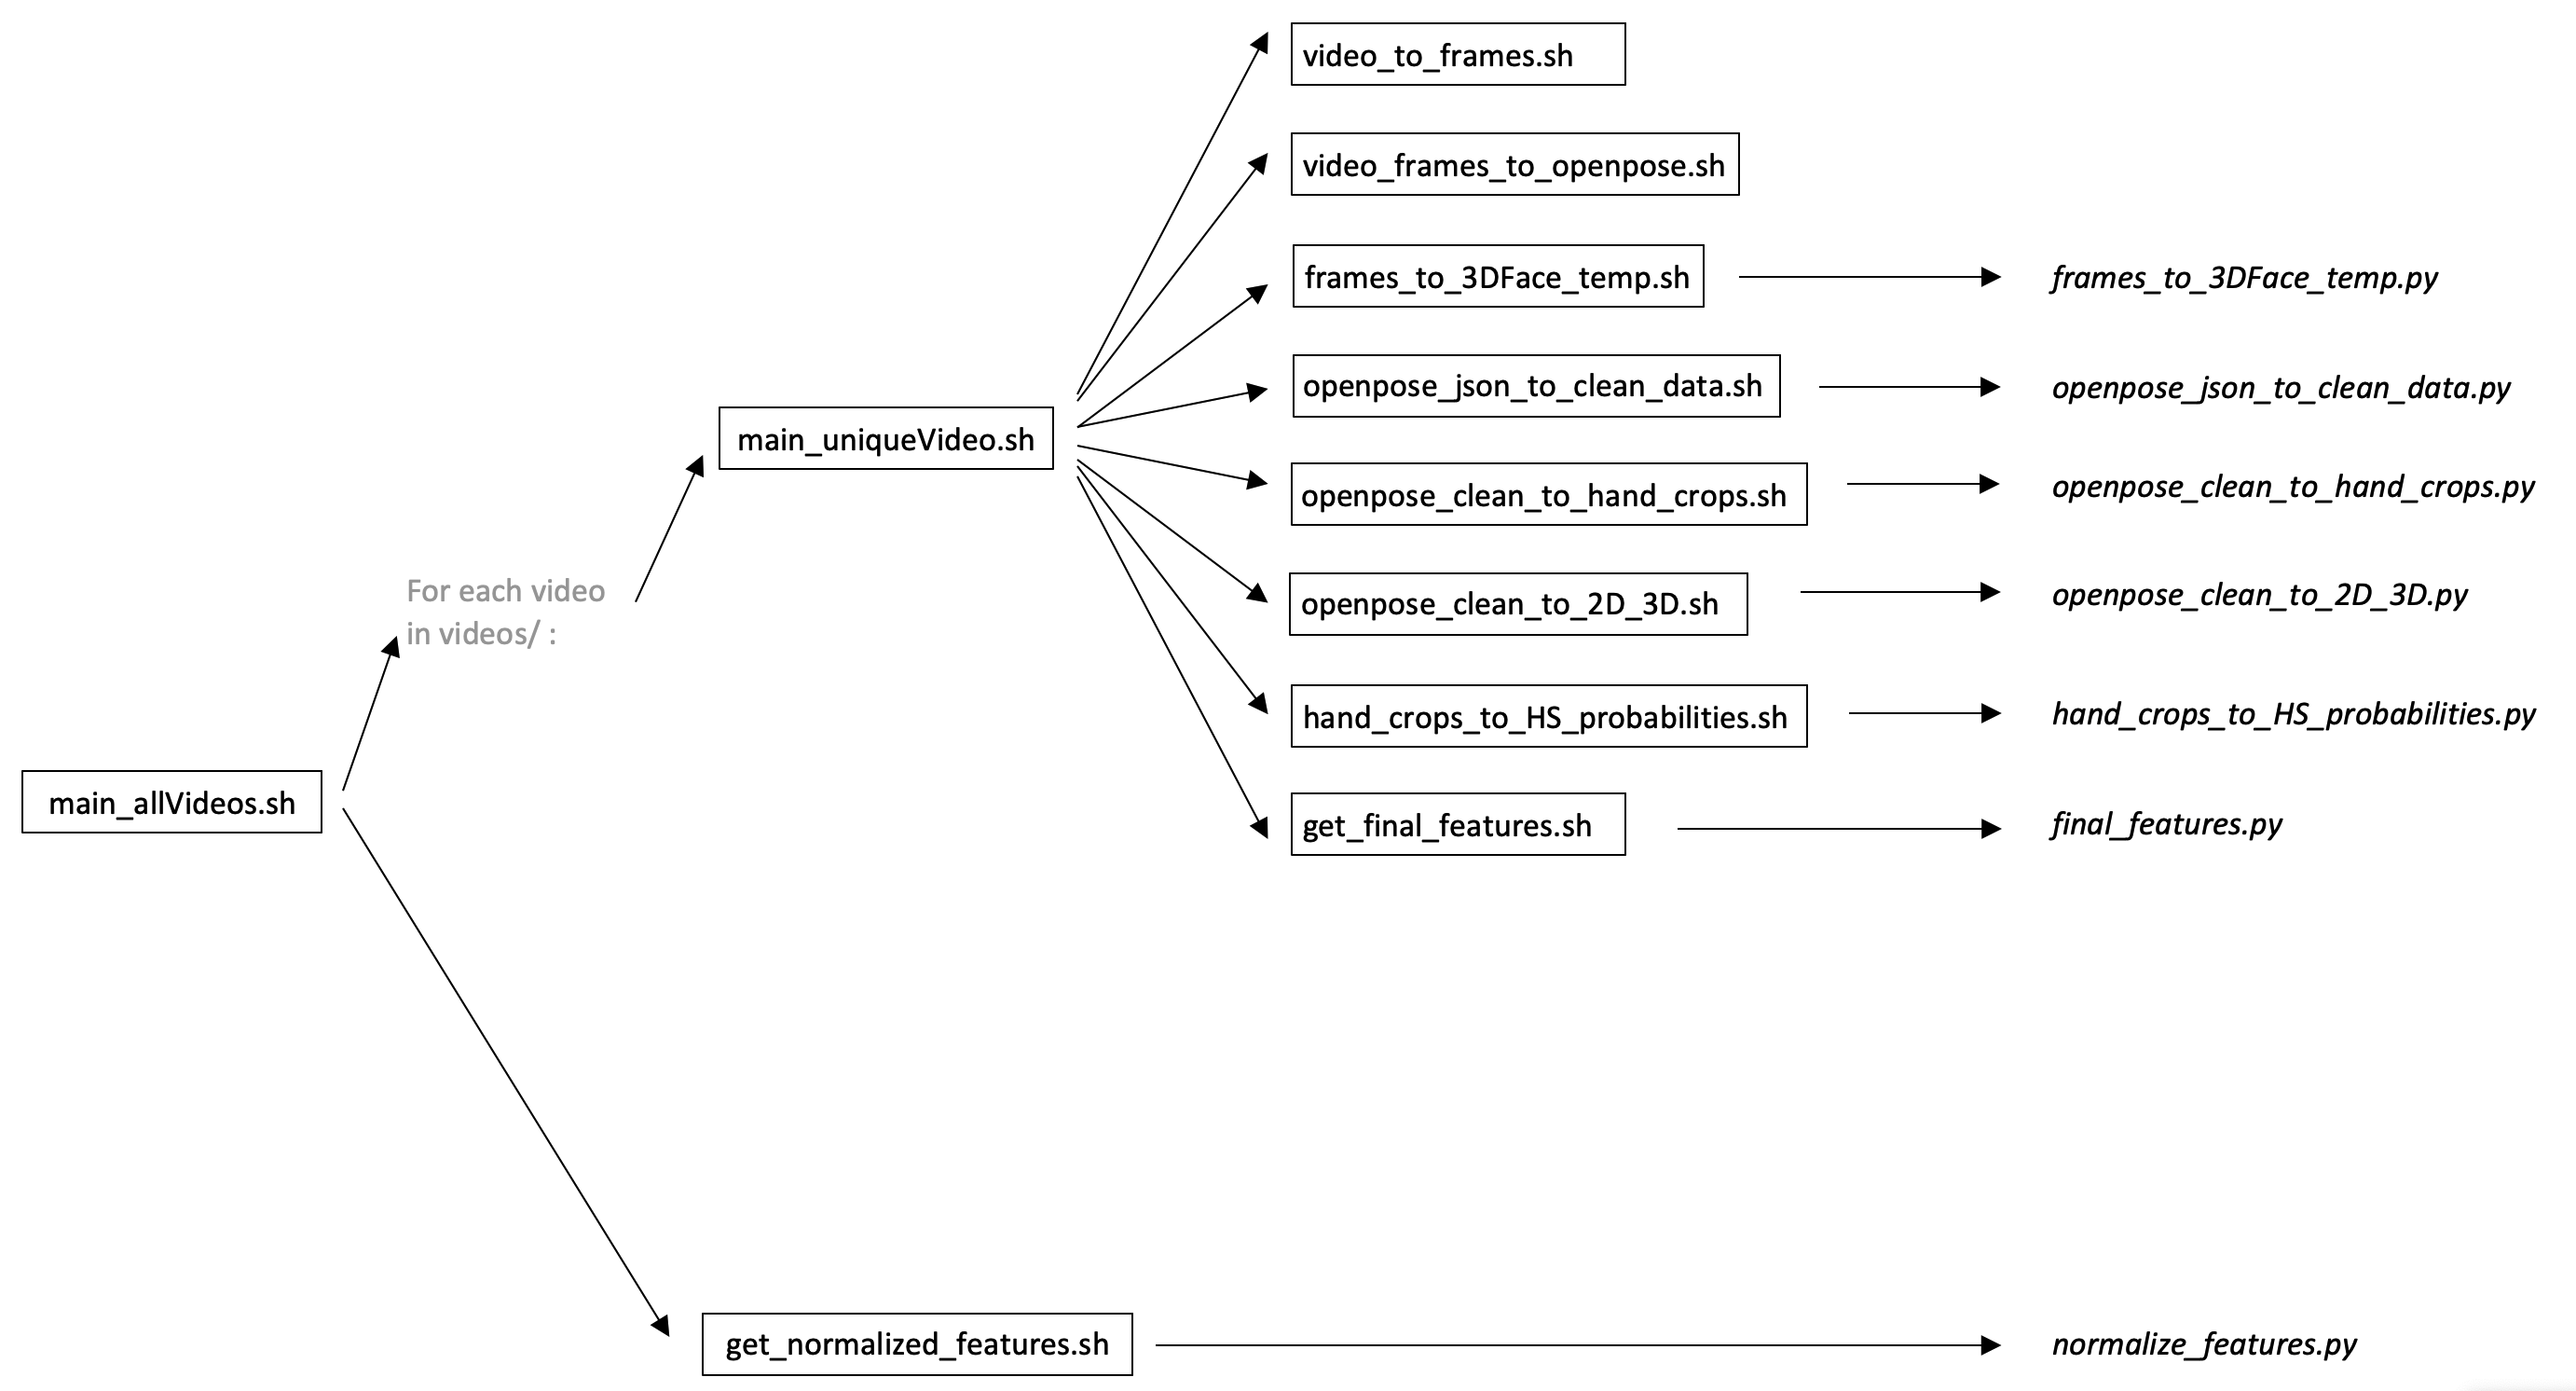 video_to_frames.sh
video_frames_to_openpose.sh
frames_to_3DFace_temp.sh
frames_to_3DFace_temp.py
openpose_json_to_clean_data.sh
openpose_json_to_clean_data.py
main_uniqueVideo.sh
openpose_clean_to_hand_crops.sh
openpose_clean_to_hand_crops.py
For each video
in videos/ :
openpose_clean_to_2D_3D.sh
openpose_clean_to_2D_3D.py
hand_crops_to_HS_probabilities.sh
hand_crops_to_HS_probabilities.py
main_allVideos.sh
get_final_features.sh
final_features.py
get_normalized_features.sh
normalize_features.py